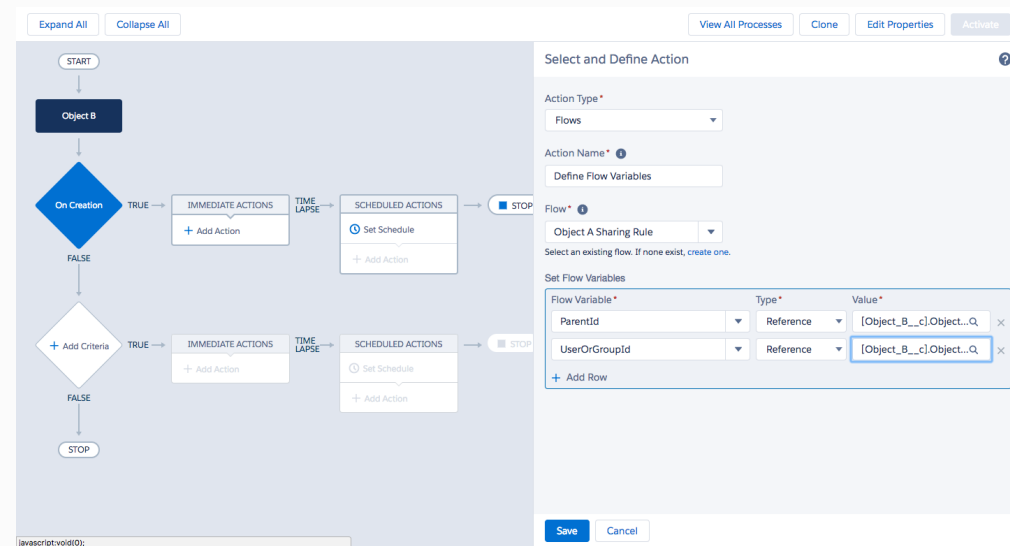 Expand All
Collapse All
View All Processes
Clone
Edit Properties
Activate
START
Object B
On Creation
TRUE
IMMEDIATE ACTIONS
+ Add Action
TIME
LAPSE
SCHEDULED ACTIONS
Set Schedule
+ Add Action
STOP
FALSE
+ Add Criteria
TRUE
IMMEDIATE ACTIONS
+ Add Action
TIME
LAPSE
SCHEDULED ACTIONS
Set Schedule
+ Add Action
STOP
FALSE
STOP
javascript:void(0);
Select and Define Action
?
Action Type*
Flows
Action Name* i
Define Flow Variables
Flow* i
Object A Sharing Rule
Select an existing flow. If none exist, create one.
Set Flow Variables
Flow Variable* Type* Value*
ParentId Reference [Object_B__c].Object...
UserOrGroupId Reference [Object_B__c].Object...
+ Add Row
Save
Cancel